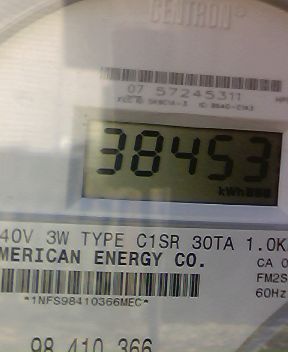 CENTRON®
07 57245311
38453
kWh
40V 3W TYPE C1SR 30TA 1.0K
MERICAN ENERGY CO.
CA 0
FM2S
60Hz
*1NFS98410366MEC*
98 410 366